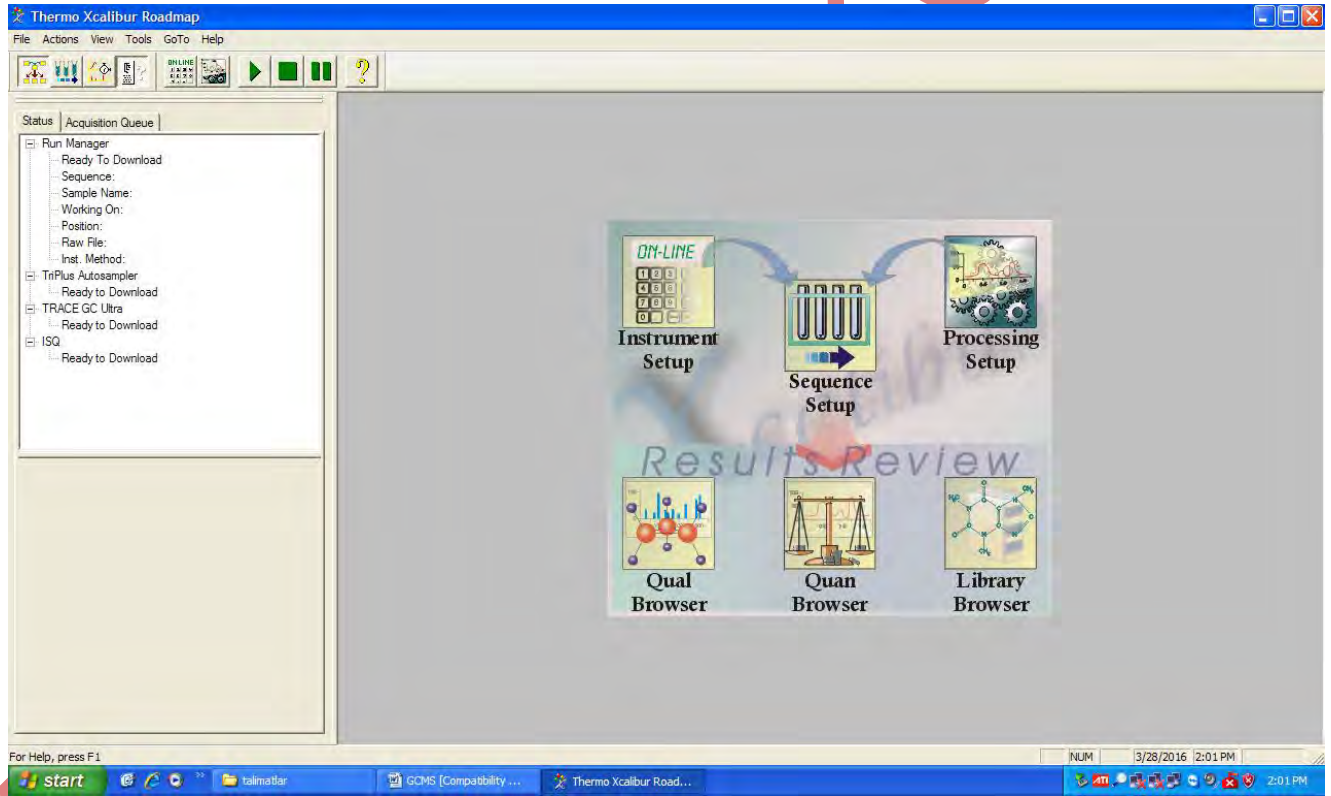 Thermo Xcalibur Roadmap
File Actions View Tools GoTo Help
Status Acquisition Queue
Run Manager
Ready To Download
Sequence:
Sample Name:
Working On:
Position:
Raw File:
Inst. Method:
TriPlus Autosampler
Ready to Download
TRACE GC Ultra
Ready to Download
ISQ
Ready to Download
ON-LINE
Instrument Setup
Sequence Setup
Processing Setup
Results Review
Qual Browser
Quan Browser
Library Browser
For Help, press F1
NUM 3/28/2016 2:01 PM
start talimatlar GCMS [Compatibility ... Thermo Xcalibur Road... ATI 2:01 PM